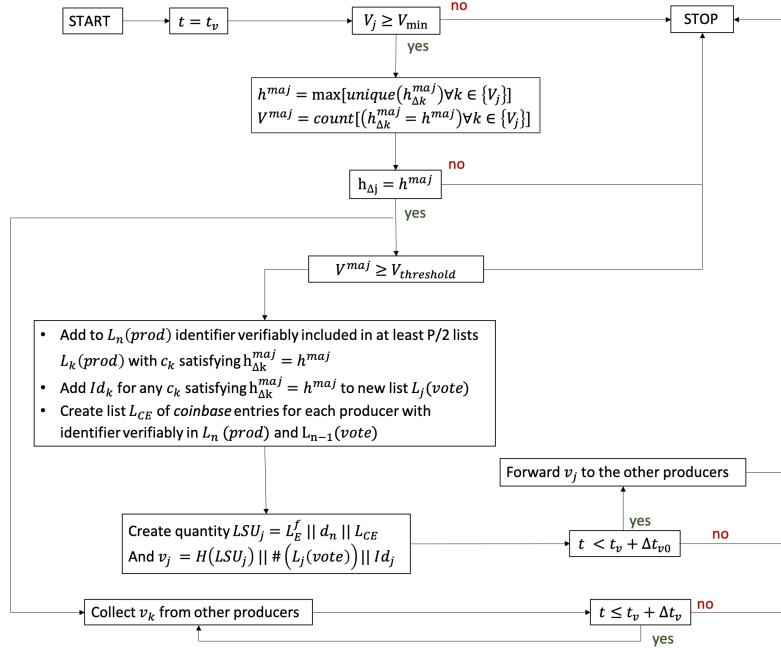 START
t = t_v
V_j ≥ V_min
no
STOP
yes
h^maj = max[unique(h_Δk^maj)∀k ∈ {V_j}]
V^maj = count[(h_Δk^maj = h^maj)∀k ∈ {V_j}]
no
h_Δj = h^maj
yes
V^maj ≥ V_threshold
• Add to L_n(prod) identifier verifiably included in at least P/2 lists
L_k(prod) with c_k satisfying h_Δk^maj = h^maj
• Add Id_k for any c_k satisfying h_Δk^maj = h^maj to new list L_j(vote)
• Create list L_CE of coinbase entries for each producer with
identifier verifiably in L_n (prod) and L_n−1(vote)
Forward v_j to the other producers
yes
Create quantity LSU_j = L_E^f || d_n || L_CE
And v_j = H(LSU_j) || #(L_j(vote)) || Id_j
t < t_v + Δt_v0
no
Collect v_k from other producers
t ≤ t_v + Δt_v
no
yes